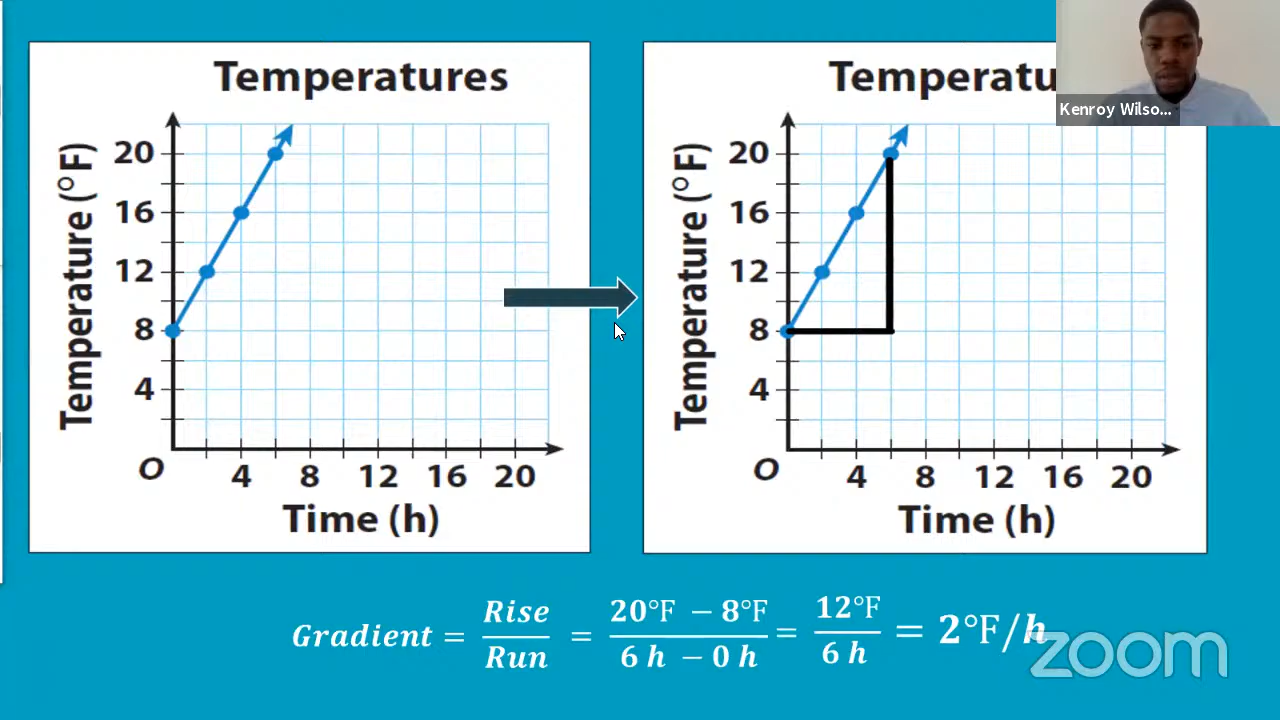 Temperatures
Temperature (°F)
20
16
12
8
4
O
4 8 12 16 20
Time (h)
Temperatu
Kenroy Wilso...
Temperature (°F)
20
16
12
8
4
O
4 8 12 16 20
Time (h)
Gradient = Rise/Run = 20°F − 8°F/6 h − 0 h = 12°F/6 h = 2°F/h
zoom